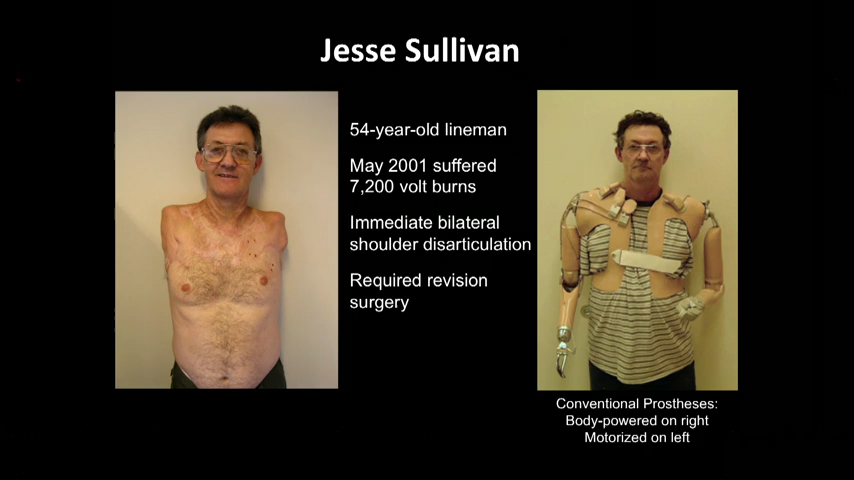 Jesse Sullivan
54-year-old lineman
May 2001 suffered
7,200 volt burns
Immediate bilateral
shoulder disarticulation
Required revision
surgery
Conventional Prostheses:
Body-powered on right
Motorized on left